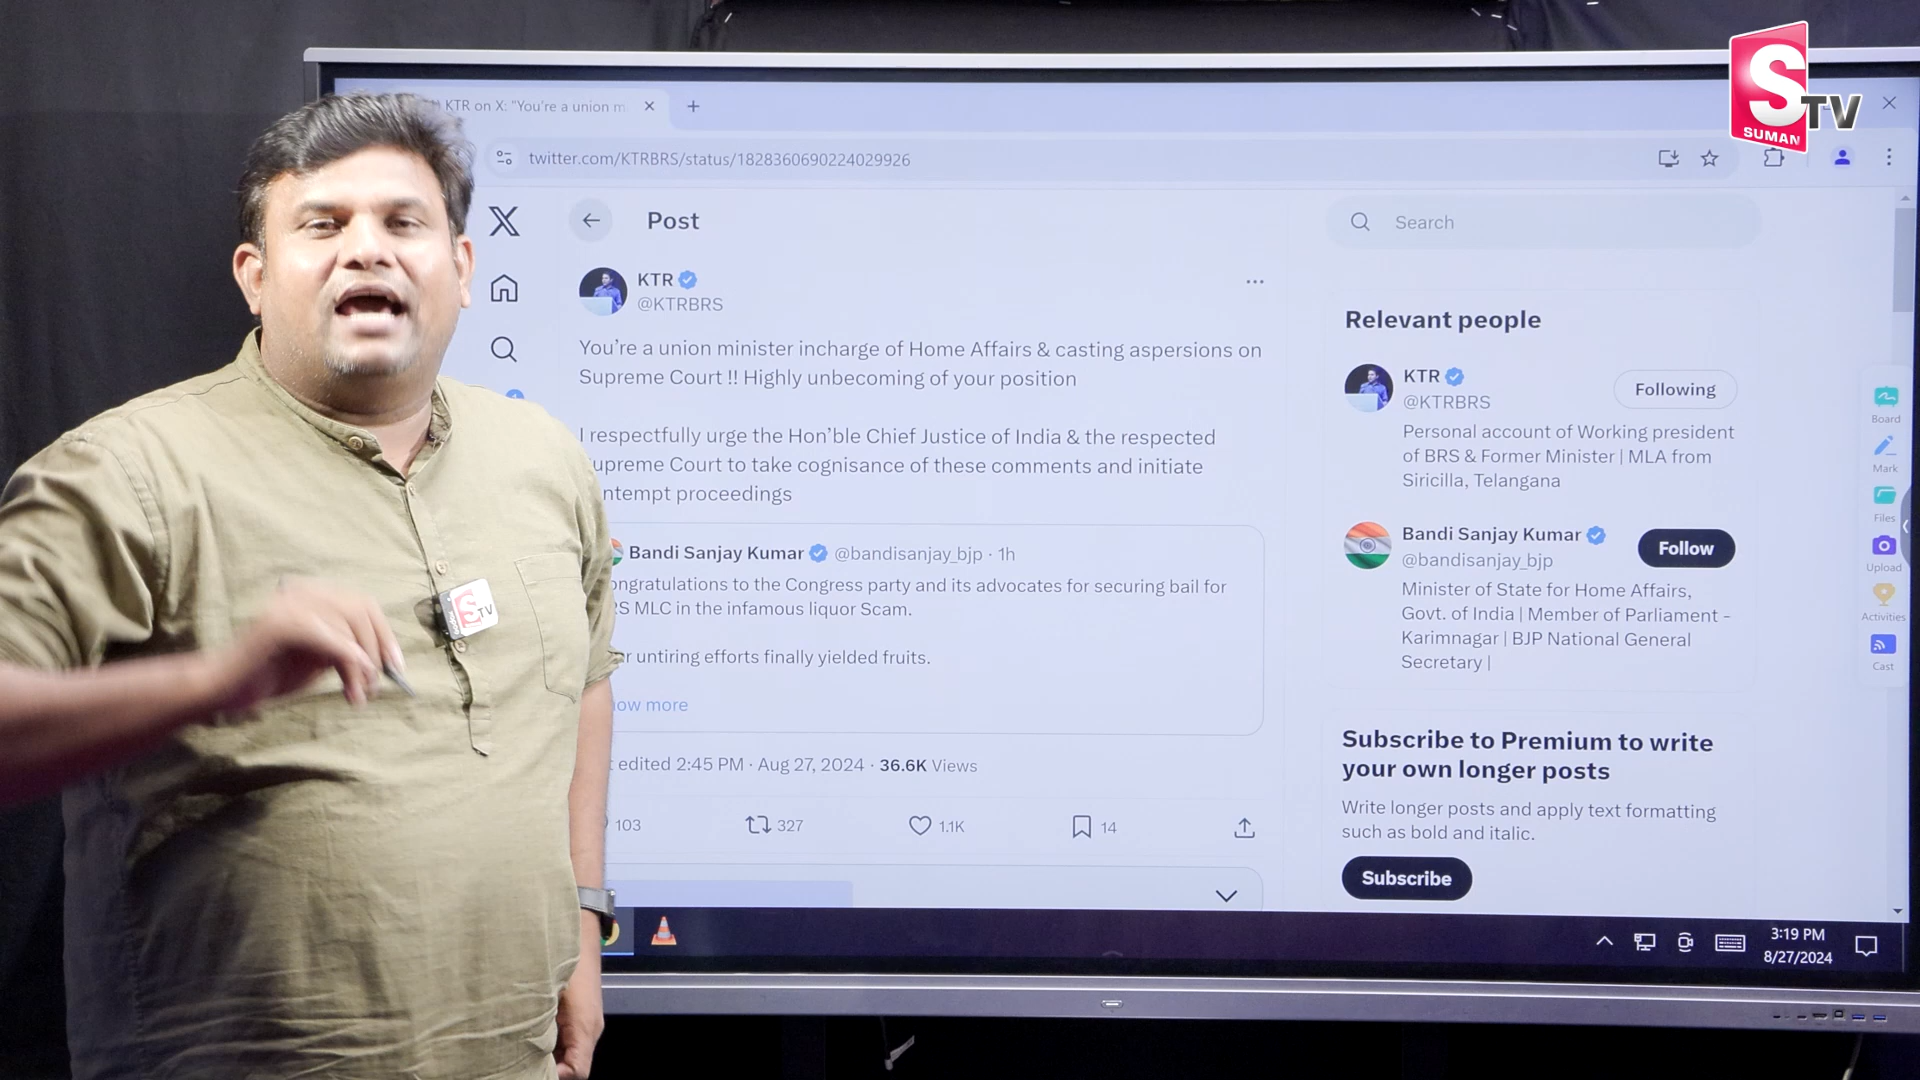 S
TV
SUMAN
KTR on X: "You're a union m
twitter.com/KTRBRS/status/1828360690224029926
Post
Search
KTR
@KTRBRS
You're a union minister incharge of Home Affairs & casting aspersions on
Supreme Court !! Highly unbecoming of your position
I respectfully urge the Hon'ble Chief Justice of India & the respected
upreme Court to take cognisance of these comments and initiate
ntempt proceedings
Bandi Sanjay Kumar @bandisanjay_bjp · 1h
ongratulations to the Congress party and its advocates for securing bail for
RS MLC in the infamous liquor Scam.
r untiring efforts finally yielded fruits.
ow more
edited 2:45 PM · Aug 27, 2024 · 36.6K Views
103
327
1.1K
14
Relevant people
KTR
@KTRBRS
Following
Personal account of Working president
of BRS & Former Minister | MLA from
Siricilla, Telangana
Bandi Sanjay Kumar
@bandisanjay_bjp
Follow
Minister of State for Home Affairs,
Govt. of India | Member of Parliament -
Karimnagar | BJP National General
Secretary |
Subscribe to Premium to write
your own longer posts
Write longer posts and apply text formatting
such as bold and italic.
Subscribe
Board
Mark
Files
Upload
Activities
Cast
3:19 PM
8/27/2024
S
TV